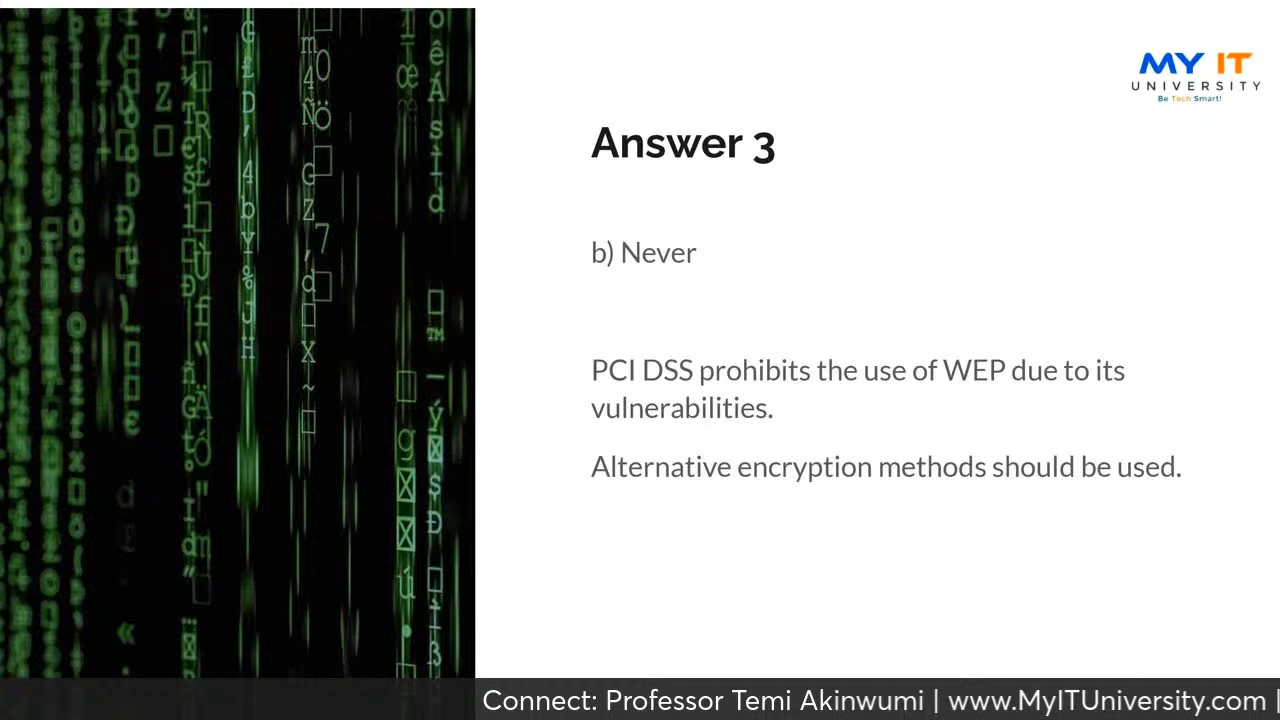 MY IT
UNIVERSITY
Be Tech Smart!
Answer 3
b) Never
PCI DSS prohibits the use of WEP due to its
vulnerabilities.
Alternative encryption methods should be used.
Connect: Professor Temi Akinwumi | www.MyITUniversity.com |